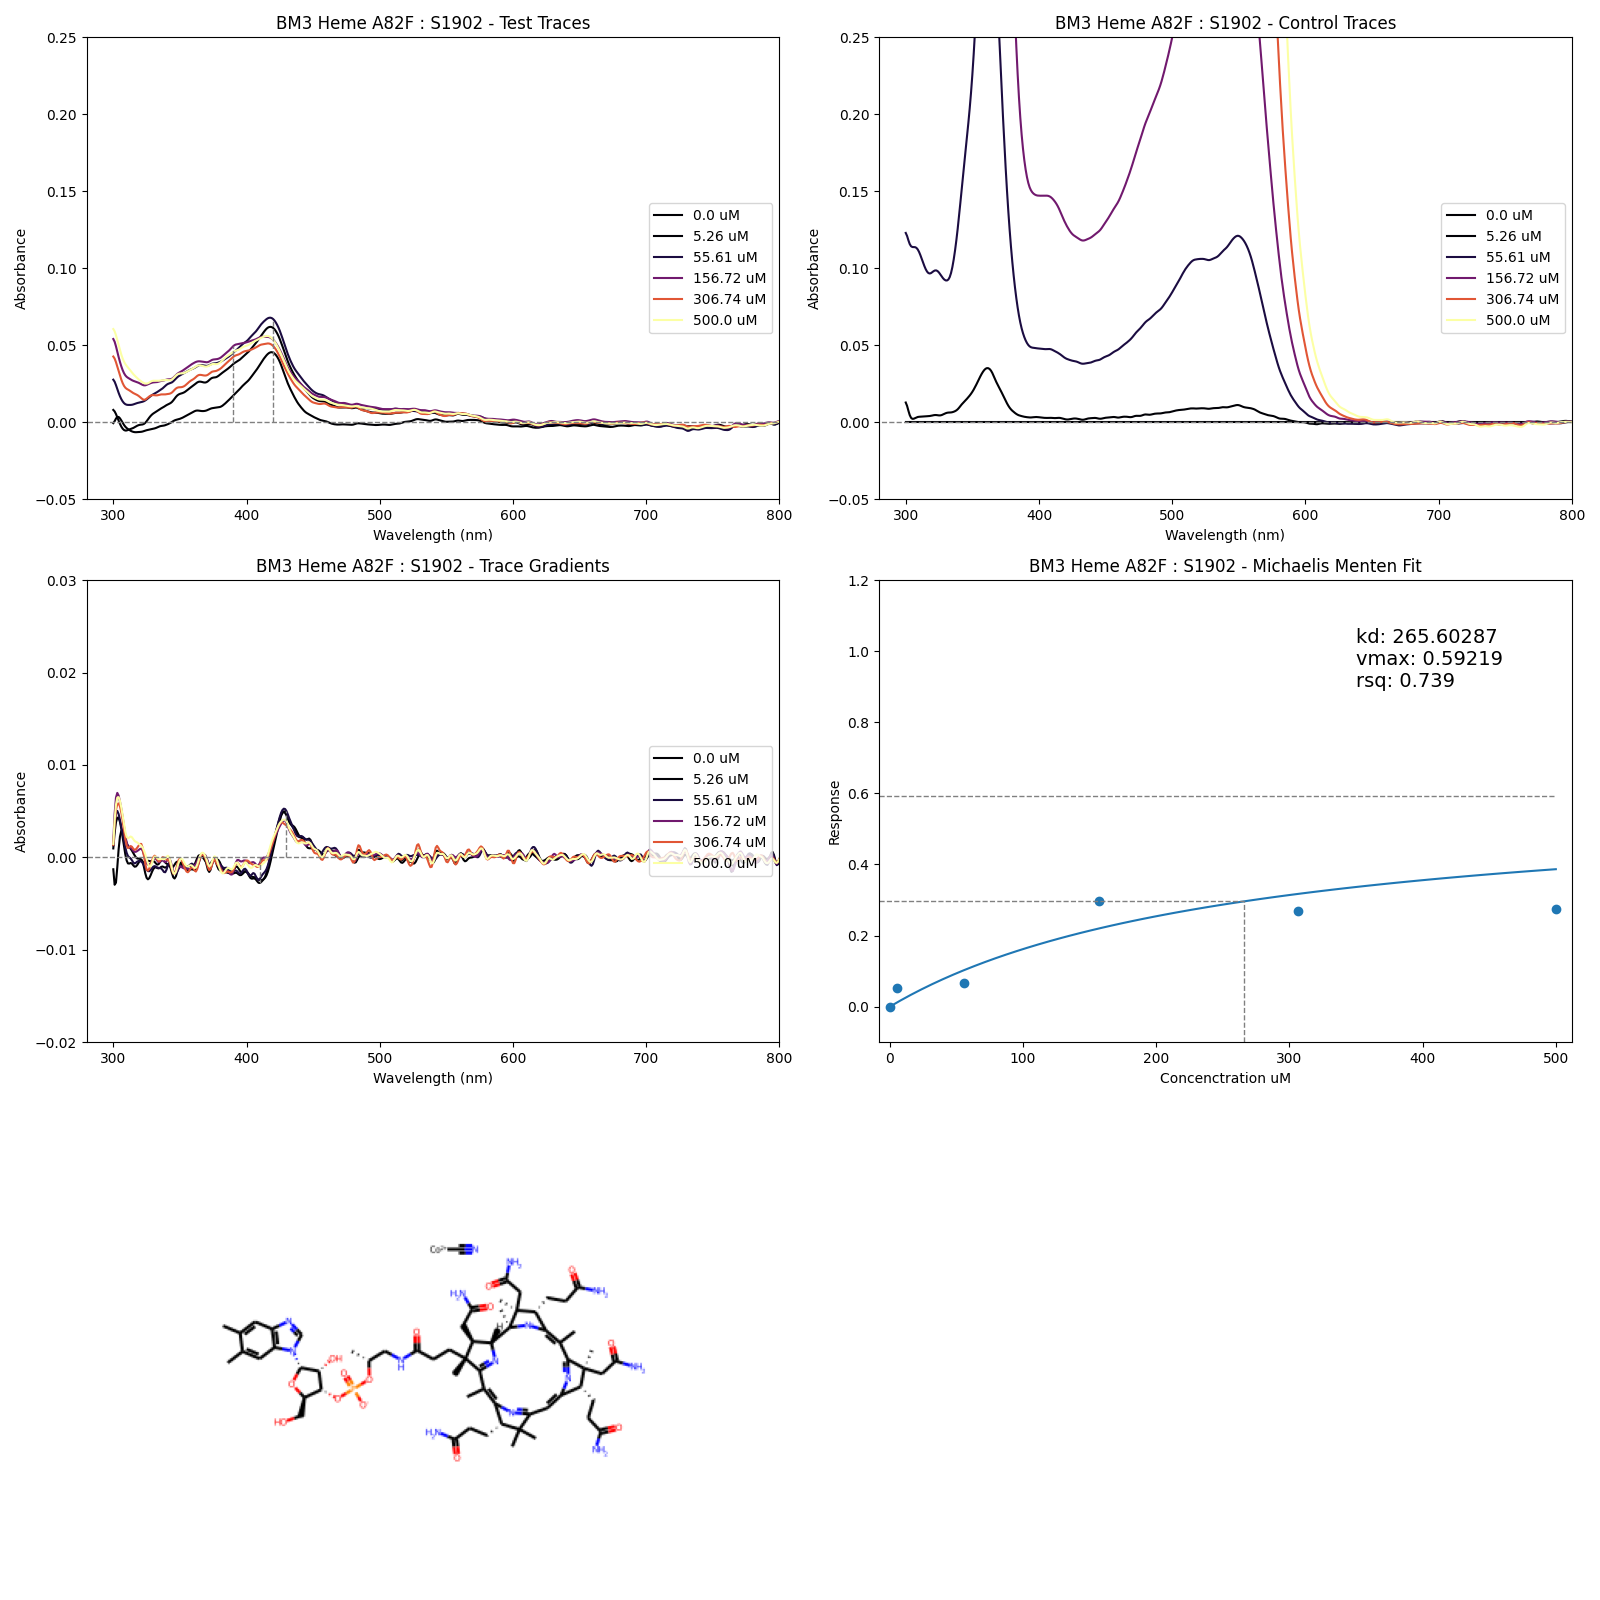 BM3 Heme A82F : S1902 - Test Traces
0.25
0.20
0.15
0.10
0.05
0.00
−0.05
Absorbance
300 400 500 600 700 800
Wavelength (nm)
0.0 uM
5.26 uM
55.61 uM
156.72 uM
306.74 uM
500.0 uM
BM3 Heme A82F : S1902 - Control Traces
0.25
0.20
0.15
0.10
0.05
0.00
−0.05
Absorbance
300 400 500 600 700 800
Wavelength (nm)
0.0 uM
5.26 uM
55.61 uM
156.72 uM
306.74 uM
500.0 uM
BM3 Heme A82F : S1902 - Trace Gradients
0.03
0.02
0.01
0.00
−0.01
−0.02
Absorbance
300 400 500 600 700 800
Wavelength (nm)
0.0 uM
5.26 uM
55.61 uM
156.72 uM
306.74 uM
500.0 uM
BM3 Heme A82F : S1902 - Michaelis Menten Fit
1.2
1.0
0.8
0.6
0.4
0.2
0.0
Response
0 100 200 300 400 500
Concenctration uM
kd: 265.60287
vmax: 0.59219
rsq: 0.739